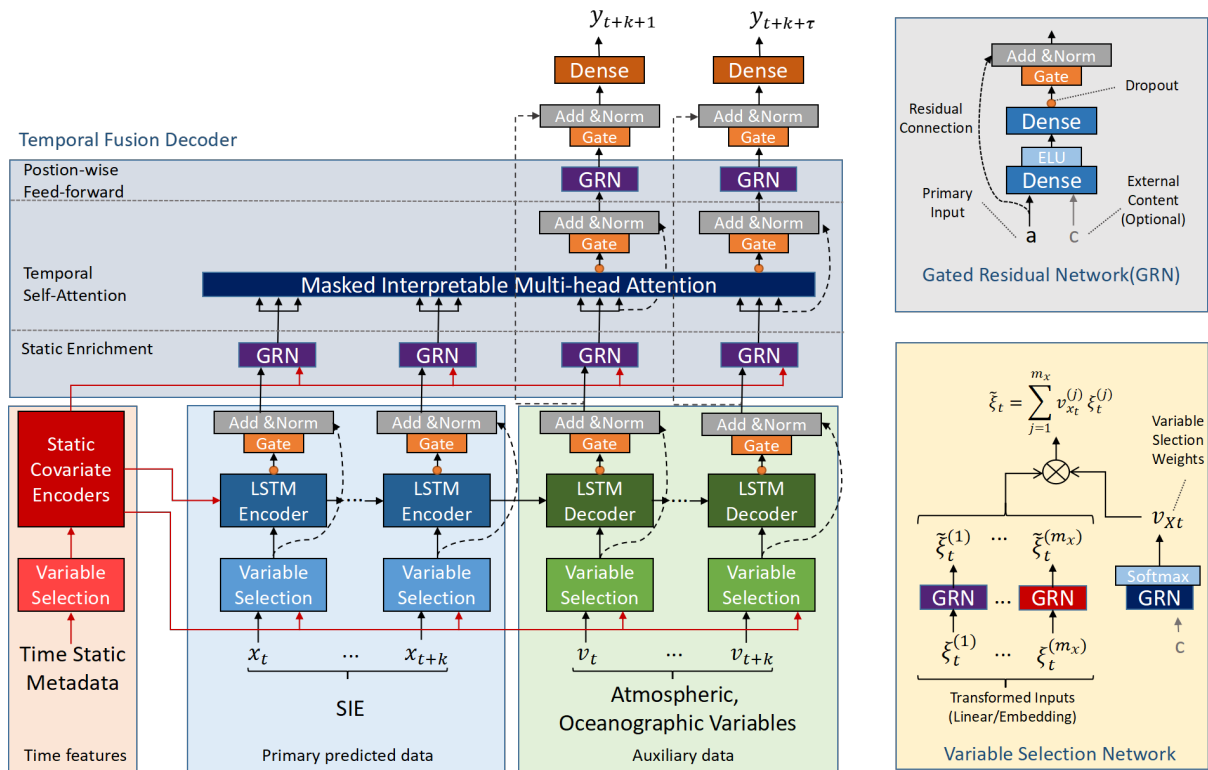 y_{t+k+1}
y_{t+k+τ}
Dense
Dense
Add &Norm
Add &Norm
Gate
Gate
Temporal Fusion Decoder
Postion-wise
Feed-forward
GRN
GRN
Add &Norm
Add &Norm
Gate
Gate
Temporal
Self-Attention
Masked Interpretable Multi-head Attention
Static Enrichment
GRN
GRN
GRN
GRN
Static
Covariate
Encoders
Variable
Selection
Time Static
Metadata
Time features
Add &Norm
Add &Norm
Gate
Gate
LSTM
Encoder
...
LSTM
Encoder
Variable
Selection
Variable
Selection
x_t
...
x_{t+k}
SIE
Primary predicted data
Add &Norm
Add &Norm
Gate
Gate
LSTM
Decoder
...
LSTM
Decoder
Variable
Selection
Variable
Selection
v_t
...
v_{t+k}
Atmospheric,
Oceanographic Variables
Auxiliary data
Add &Norm
Gate
Dropout
Residual
Connection
Dense
ELU
Dense
Primary
Input
External
Content
(Optional)
a
c
Gated Residual Network(GRN)
ξ̃_t = ∑_{j=1}^{m_x} v_{x_t}^{(j)} ξ_t^{(j)}
Variable
Slection
Weights
v_{Xt}
ξ̃_t^{(1)} ... ξ̃_t^{(m_x)}
Softmax
GRN
...
GRN
GRN
ξ_t^{(1)} ... ξ_t^{(m_x)}
c
Transformed Inputs
(Linear/Embedding)
Variable Selection Network